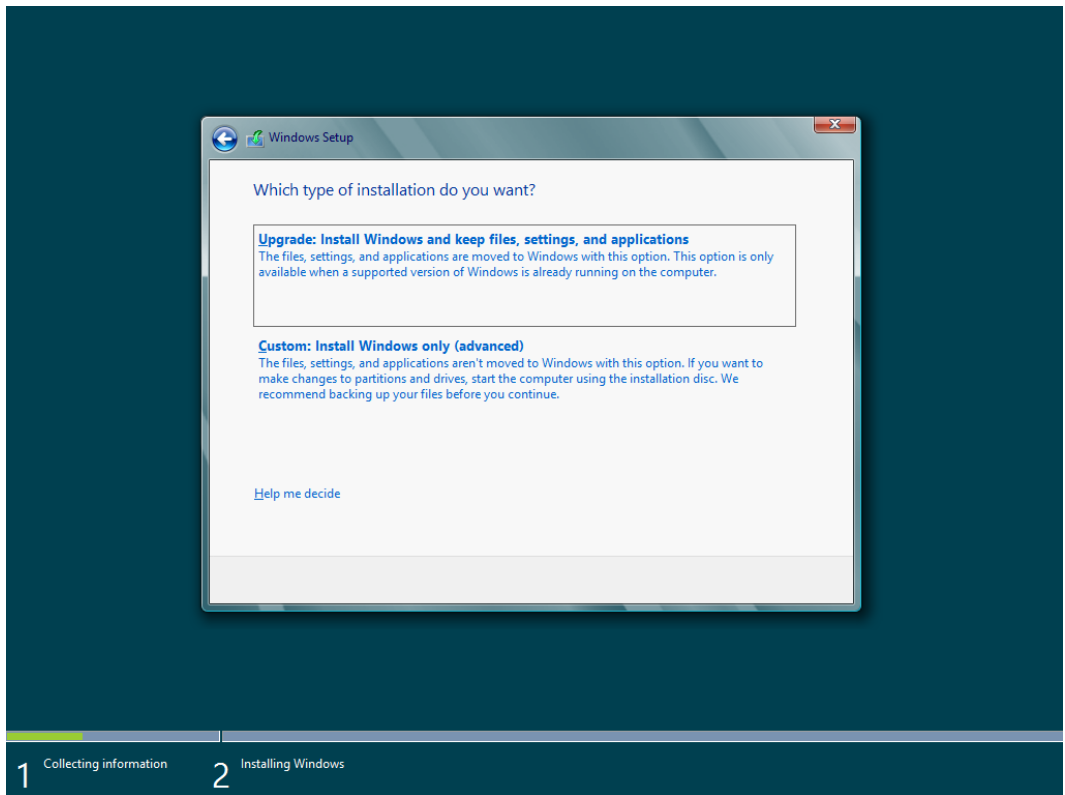 Windows Setup
Which type of installation do you want?
Upgrade: Install Windows and keep files, settings, and applications
The files, settings, and applications are moved to Windows with this option. This option is only
available when a supported version of Windows is already running on the computer.
Custom: Install Windows only (advanced)
The files, settings, and applications aren't moved to Windows with this option. If you want to
make changes to partitions and drives, start the computer using the installation disc. We
recommend backing up your files before you continue.
Help me decide
1 Collecting information 2 Installing Windows